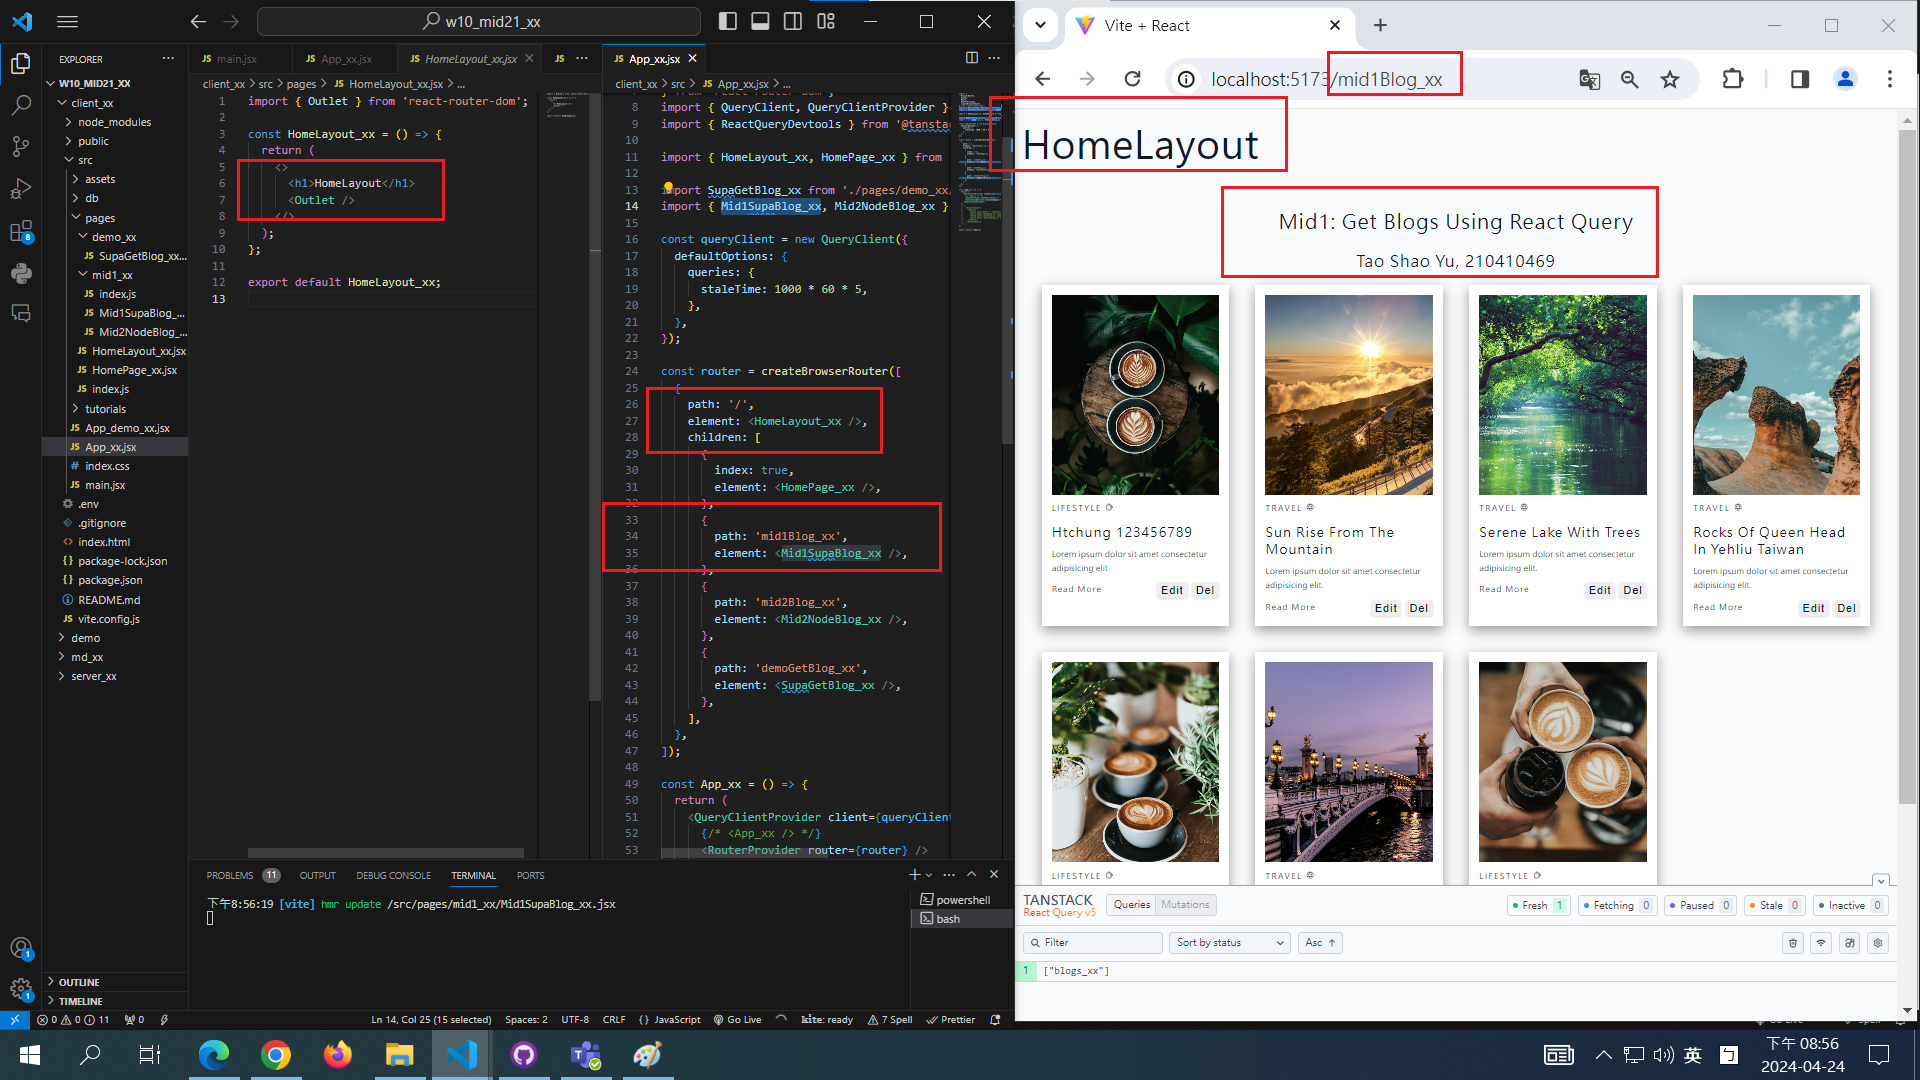 w10_mid21_xx
EXPLORER
W10_MID21_XX
client_xx
node_modules
public
src
assets
db
pages
demo_xx
SupaGetBlog_xx...
mid1_xx
index.js
Mid1SupaBlog_...
Mid2NodeBlog_...
HomeLayout_xx.jsx
HomePage_xx.jsx
index.js
tutorials
App_demo_xx.jsx
App_xx.jsx
index.css
main.jsx
.env
.gitignore
index.html
package-lock.json
package.json
README.md
vite.config.js
demo
md_xx
server_xx
OUTLINE
TIMELINE
main.jsx
App_xx.jsx
HomeLayout_xx.jsx
client_xx > src > pages > HomeLayout_xx.jsx > ...
1 import { Outlet } from 'react-router-dom';
2
3 const HomeLayout_xx = () => {
4 return (
5 <>
6 <h1>HomeLayout</h1>
7 <Outlet />
8 </>
9 );
10 };
11
12 export default HomeLayout_xx;
13
App_xx.jsx
client_xx > src > App_xx.jsx > ...
8 import { QueryClient, QueryClientProvider }
9 import { ReactQueryDevtools } from '@tanstac
10
11 import { HomeLayout_xx, HomePage_xx } from
12
13 import SupaGetBlog_xx from './pages/demo_xx/
14 import { Mid1SupaBlog_xx, Mid2NodeBlog_xx }
15
16 const queryClient = new QueryClient({
17 defaultOptions: {
18 queries: {
19 staleTime: 1000 * 60 * 5,
20 },
21 },
22 });
23
24 const router = createBrowserRouter([
25 {
26 path: '/',
27 element: <HomeLayout_xx />,
28 children: [
29 {
30 index: true,
31 element: <HomePage_xx />,
32 },
33 {
34 path: 'mid1Blog_xx',
35 element: <Mid1SupaBlog_xx />,
36 },
37 {
38 path: 'mid2Blog_xx',
39 element: <Mid2NodeBlog_xx />,
40 },
41 {
42 path: 'demoGetBlog_xx',
43 element: <SupaGetBlog_xx />,
44 },
45 ],
46 },
47 ]);
48
49 const App_xx = () => {
50 return (
51 <QueryClientProvider client={queryClient
52 {/* <App_xx /> */}
53 <RouterProvider router={router} />
PROBLEMS 11 OUTPUT DEBUG CONSOLE TERMINAL PORTS
下午8:56:19 [vite] hmr update /src/pages/mid1_xx/Mid1SupaBlog_xx.jsx
powershell
bash
0 0 11 0 Ln 14, Col 25 (15 selected) Spaces: 2 UTF-8 CRLF {} JavaScript Go Live kite: ready 7 Spell Prettier
Vite + React
localhost:5173/mid1Blog_xx
HomeLayout
Mid1: Get Blogs Using React Query
Tao Shao Yu, 210410469
LIFESTYLE
Htchung 123456789
Lorem ipsum dolor sit amet consectetur
adipisicing elit
Read More
Edit Del
TRAVEL
Sun Rise From The
Mountain
Lorem ipsum dolor sit amet consectetur
adipisicing elit.
Read More
Edit Del
TRAVEL
Serene Lake With Trees
Lorem ipsum dolor sit amet consectetur
adipisicing elit.
Read More
Edit Del
TRAVEL
Rocks Of Queen Head
In Yehliu Taiwan
Lorem ipsum dolor sit amet consectetur
adipisicing elit.
Read More
Edit Del
LIFESTYLE
TRAVEL
LIFESTYLE
TANSTACK
React Query v5
Queries Mutations
Fresh 1 Fetching 0 Paused 0 Stale 0 Inactive 0
Filter Sort by status Asc ↑
1 ["blogs_xx"]
英
下午 08:56
2024-04-24